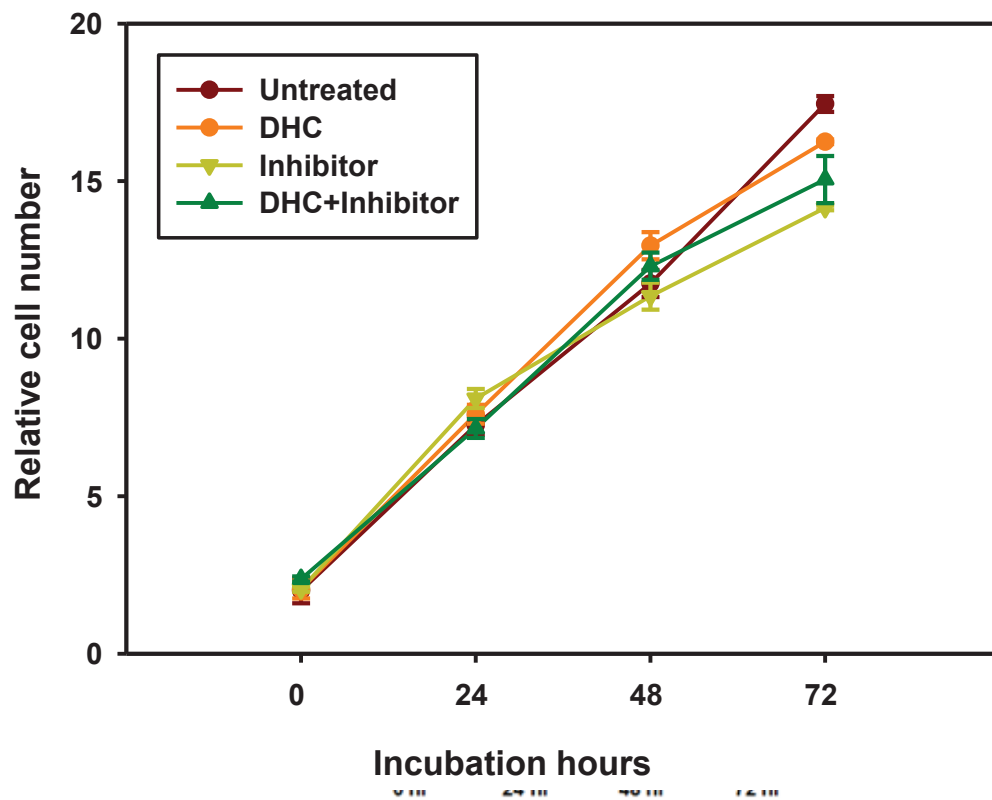 20
Untreated
DHC
Inhibitor
DHC+Inhibitor
15
10
5
0
Relative cell number
0 24 48 72
Incubation hours